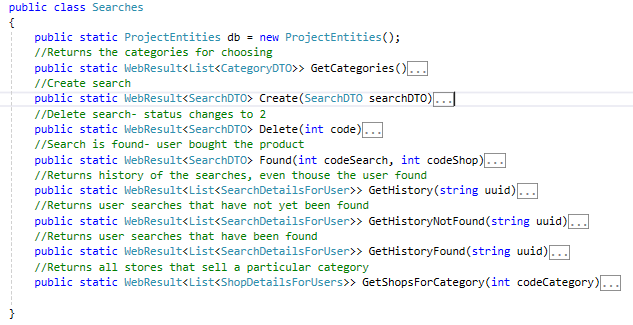 public class Searches
{
public static ProjectEntities db = new ProjectEntities();
//Returns the categories for choosing
public static WebResult<List<CategoryDTO>> GetCategories()...
//Create search
public static WebResult<SearchDTO> Create(SearchDTO searchDTO)...
//Delete search- status changes to 2
public static WebResult<SearchDTO> Delete(int code)...
//Search is found- user bought the product
public static WebResult<SearchDTO> Found(int codeSearch, int codeShop)...
//Returns history of the searches, even thouse the user found
public static WebResult<List<SearchDetailsForUser>> GetHistory(string uuid)...
//Returns user searches that have not yet been found
public static WebResult<List<SearchDetailsForUser>> GetHistoryNotFound(string uuid)...
//Returns user searches that have been found
public static WebResult<List<SearchDetailsForUser>> GetHistoryFound(string uuid)...
//Returns all stores that sell a particular category
public static WebResult<List<ShopDetailsForUsers>> GetShopsForCategory(int codeCategory)...
}